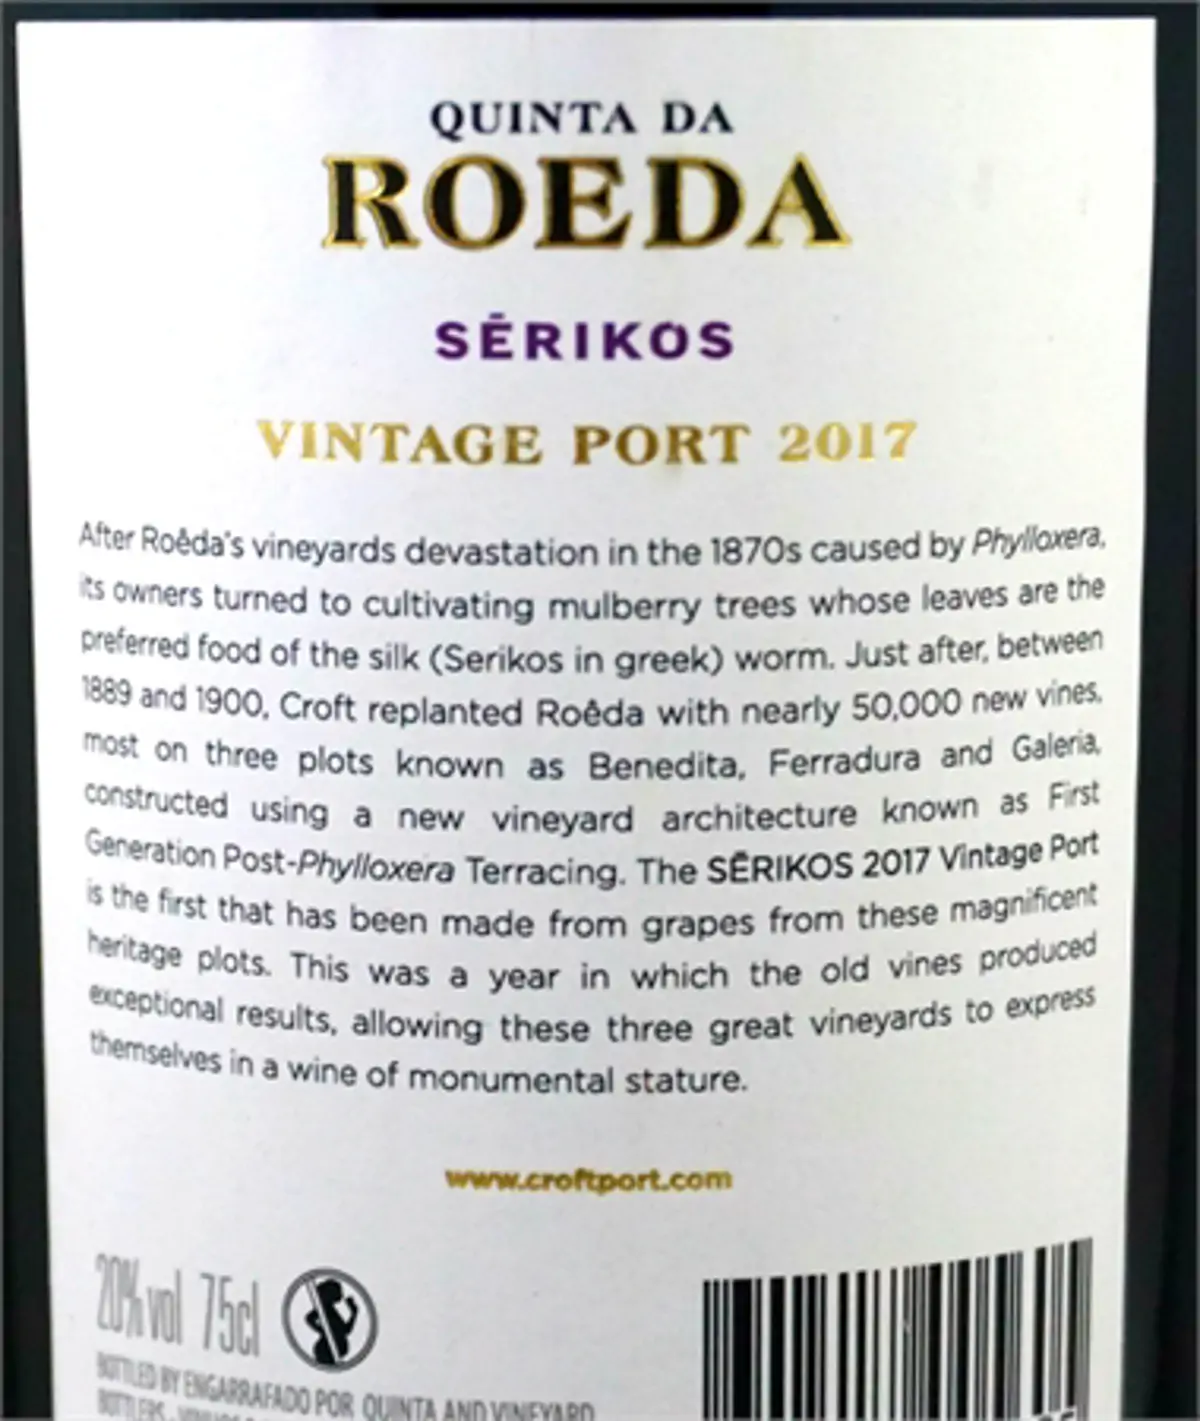 QUINTA DA
ROEDA
SĒRIKOS
VINTAGE PORT 2017
After Roêda's vineyards devastation in the 1870s caused by Phylloxera,
its owners turned to cultivating mulberry trees whose leaves are the
preferred food of the silk (Serikos in greek) worm. Just after, between
1889 and 1900, Croft replanted Roêda with nearly 50,000 new vines,
most on three plots known as Benedita, Ferradura and Galeria,
constructed using a new vineyard architecture known as First
Generation Post-Phylloxera Terracing. The SĒRIKOS 2017 Vintage Port
is the first that has been made from grapes from these magnificent
heritage plots. This was a year in which the old vines produced
exceptional results, allowing these three great vineyards to express
themselves in a wine of monumental stature.
www.croftport.com
20%vol 75cl
BOTTLED BY ENGARRAFADO POR QUINTA AND VINEYARD
BOTTLERS